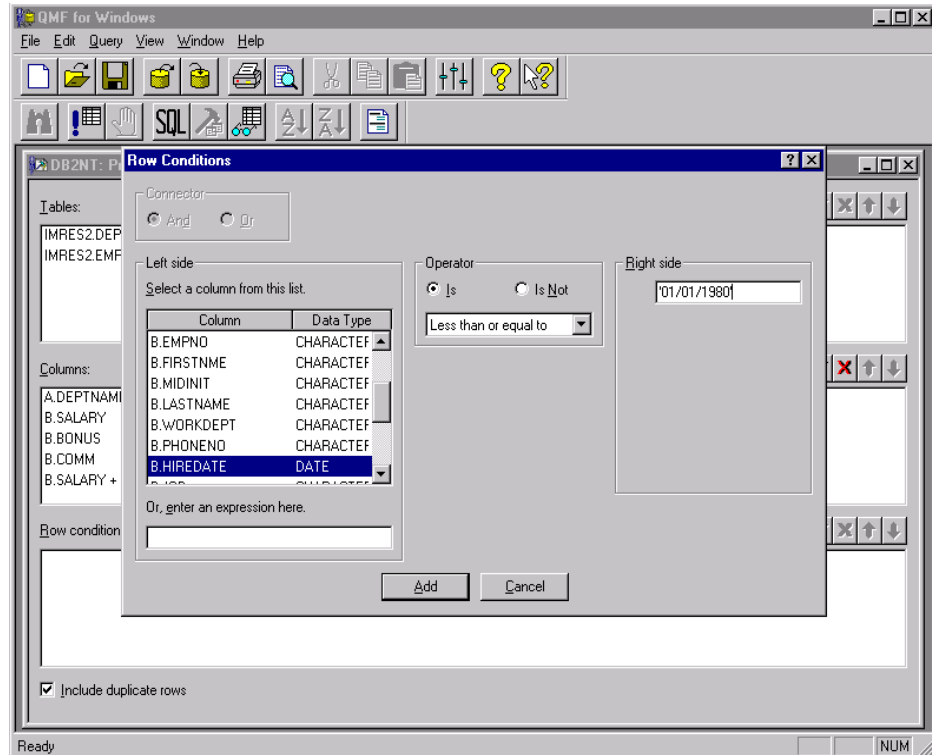 QMF for Windows
File Edit Query View Window Help
SQL
A Z
Z A
DB2NT: P
Row Conditions
Tables:
IMRES2.DEP
IMRES2.EMF
Connector
And Or
Left side
Select a column from this list.
Column Data Type
B.EMPNO CHARACTEF
B.FIRSTNME CHARACTEF
B.MIDINIT CHARACTEF
B.LASTNAME CHARACTEF
B.WORKDEPT CHARACTEF
B.PHONENO CHARACTEF
B.HIREDATE DATE
Or, enter an expression here.
Operator
Is Is Not
Less than or equal to
Right side
'01/01/1980'
Add Cancel
Columns:
A.DEPTNAMI
B.SALARY
B.BONUS
B.COMM
B.SALARY +
Row condition
Include duplicate rows
Ready NUM